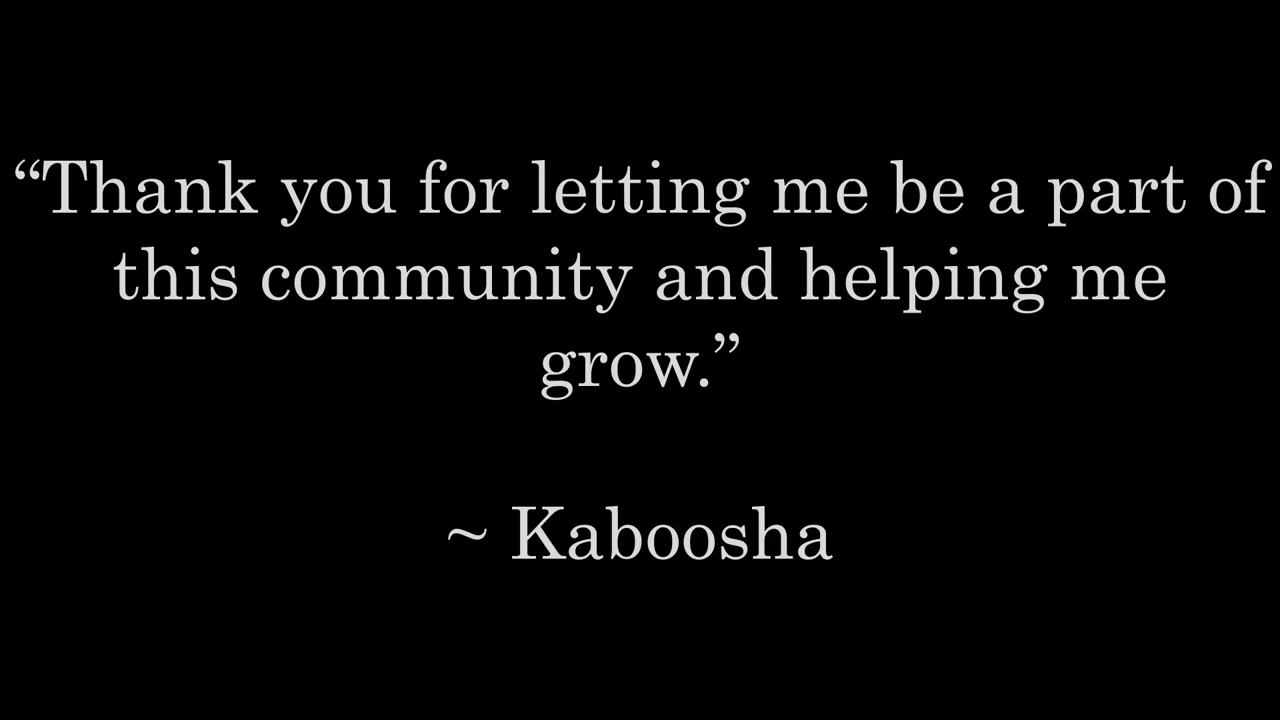 “Thank you for letting me be a part of
this community and helping me
grow.”
~ Kaboosha